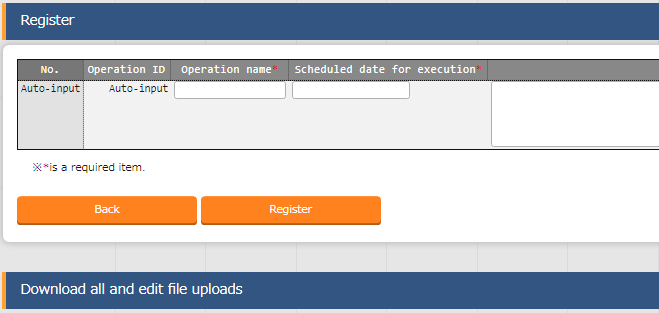 Register
No. Operation ID Operation name* Scheduled date for execution*
Auto-input Auto-input
※*is a required item.
Back Register
Download all and edit file uploads